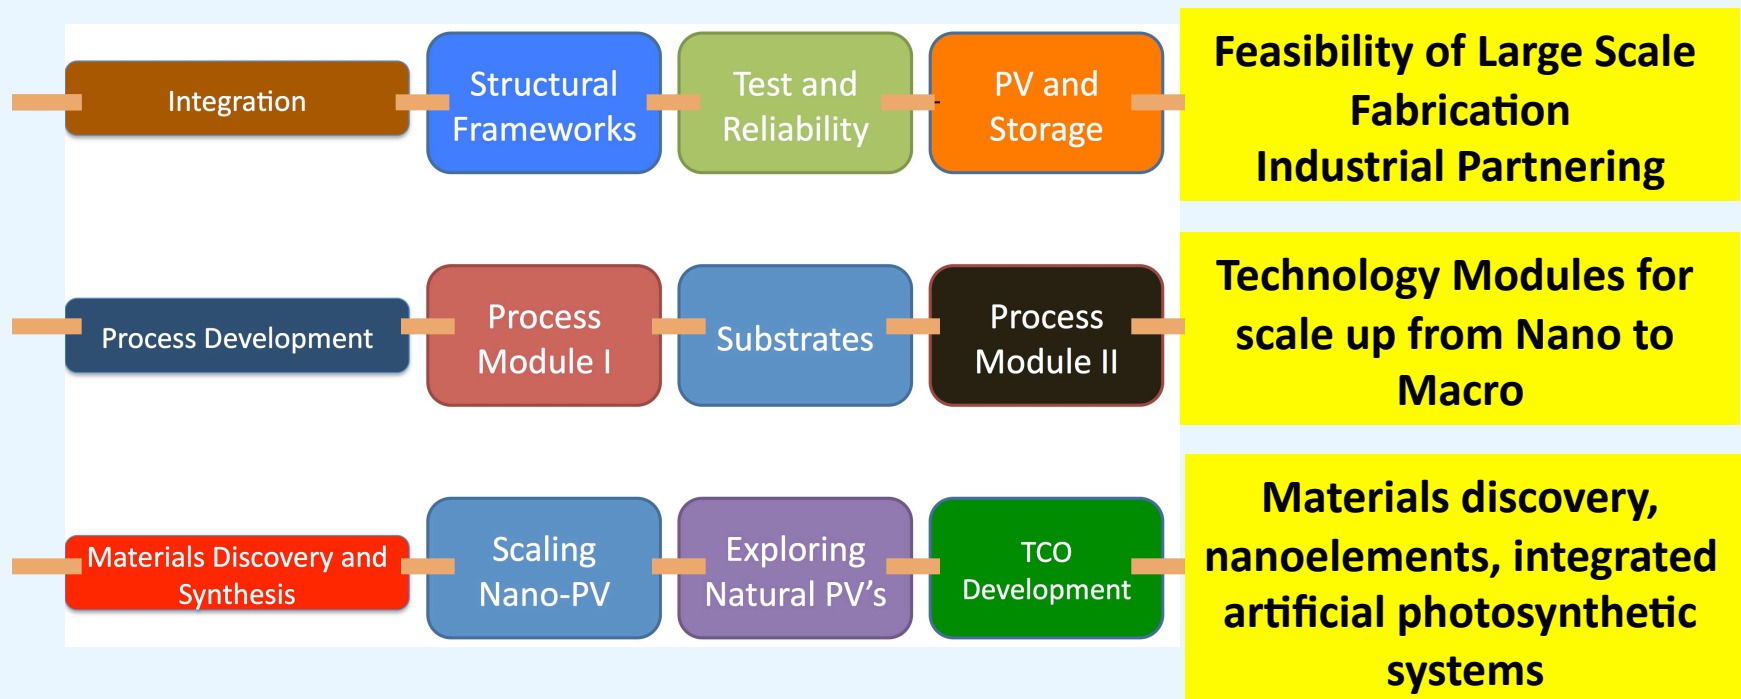 Integration
Structural
Frameworks
Test and
Reliability
PV and
Storage
Feasibility of Large Scale
Fabrication
Industrial Partnering
Process Development
Process
Module I
Substrates
Process
Module II
Technology Modules for
scale up from Nano to
Macro
Materials Discovery and
Synthesis
Scaling
Nano-PV
Exploring
Natural PV’s
TCO
Development
Materials discovery,
nanoelements, integrated
artificial photosynthetic
systems